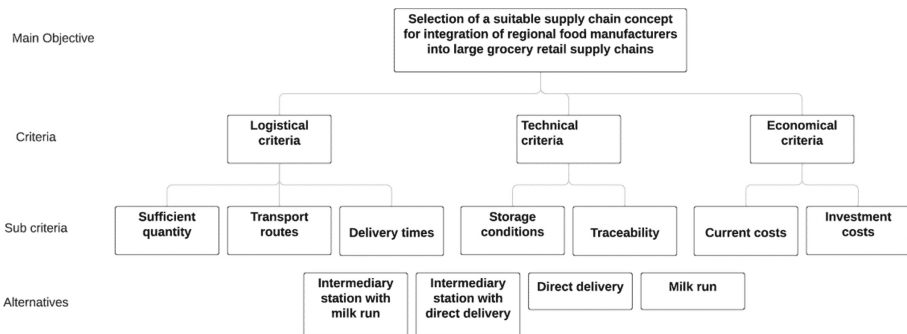 Main Objective
Selection of a suitable supply chain concept
for integration of regional food manufacturers
into large grocery retail supply chains
Criteria
Logistical
criteria
Technical
criteria
Economical
criteria
Sub criteria
Sufficient
quantity
Transport
routes
Delivery times
Storage
conditions
Traceability
Current costs
Investment
costs
Alternatives
Intermediary
station with
milk run
Intermediary
station with
direct delivery
Direct delivery
Milk run